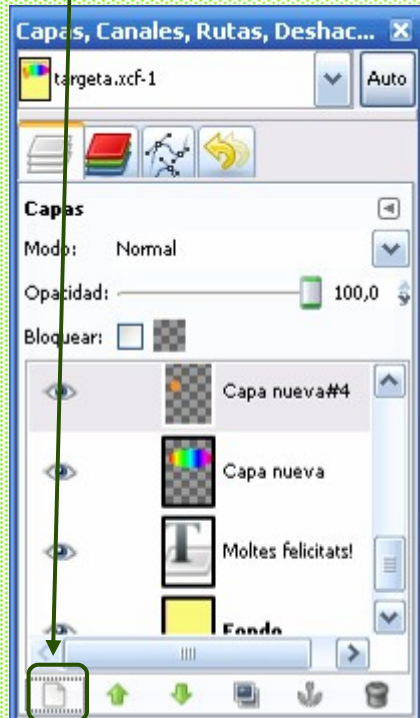 Capas, Canales, Rutas, Deshac...
targeta.xcf-1
Auto
Capas
Modo: Normal
Opacidad: 100,0
Bloquear:
Capa nueva#4
Capa nueva
Moltes felicitats!
Fondo